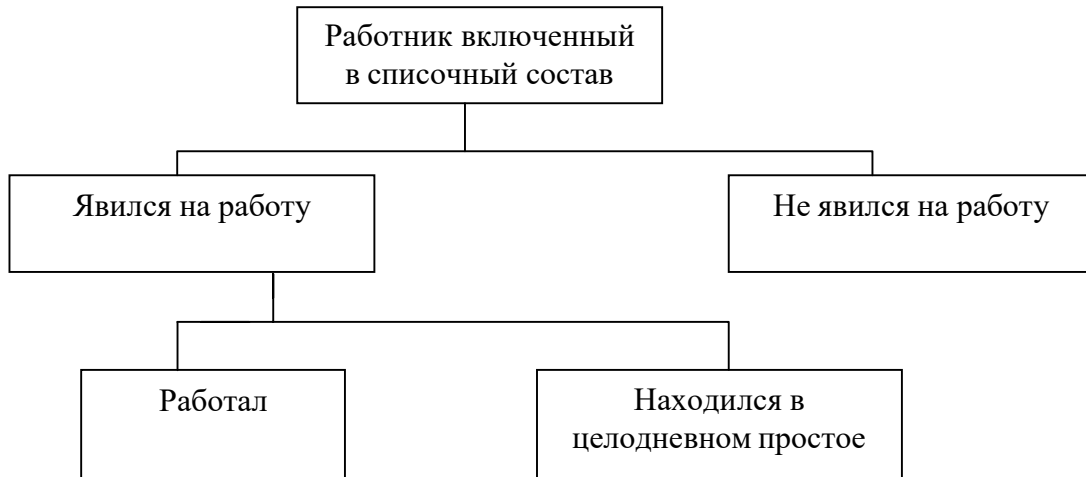 Работник включенный
в списочный состав
Явился на работу
Не явился на работу
Работал
Находился в
целодневном простое